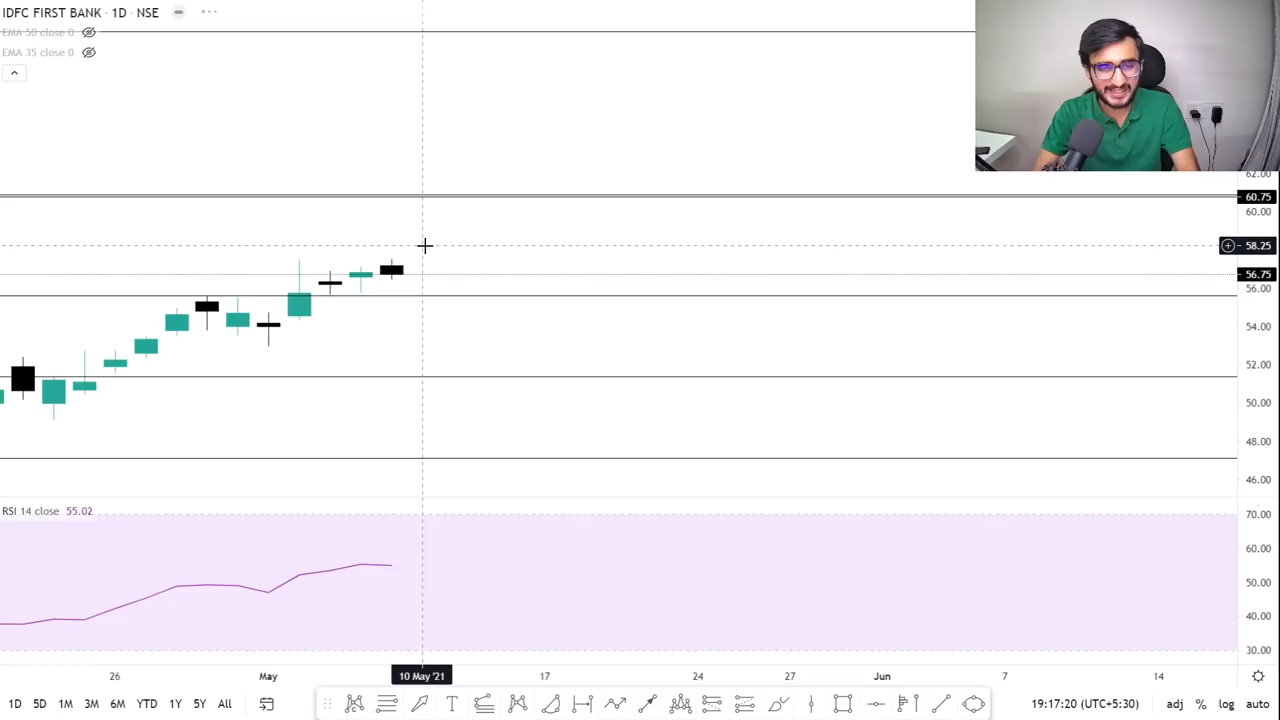 IDFC FIRST BANK · 1D · NSE
EMA 50 close 0
EMA 35 close 0
62.00
60.75
60.00
58.25
56.75
56.00
54.00
52.00
50.00
48.00
46.00
RSI 14 close 55.02
70.00
60.00
50.00
40.00
30.00
26 May 10 May '21 17 24 27 Jun 7 14
1D 5D 1M 3M 6M YTD 1Y 5Y All
19:17:20 (UTC+5:30) adj % log auto